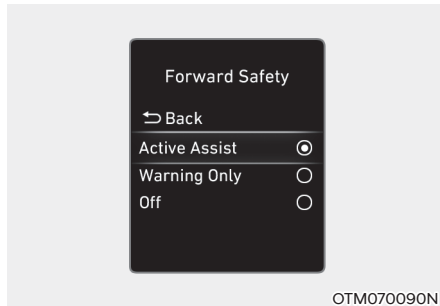 Forward Safety
Back
Active Assist
Warning Only
Off
OTM070090N